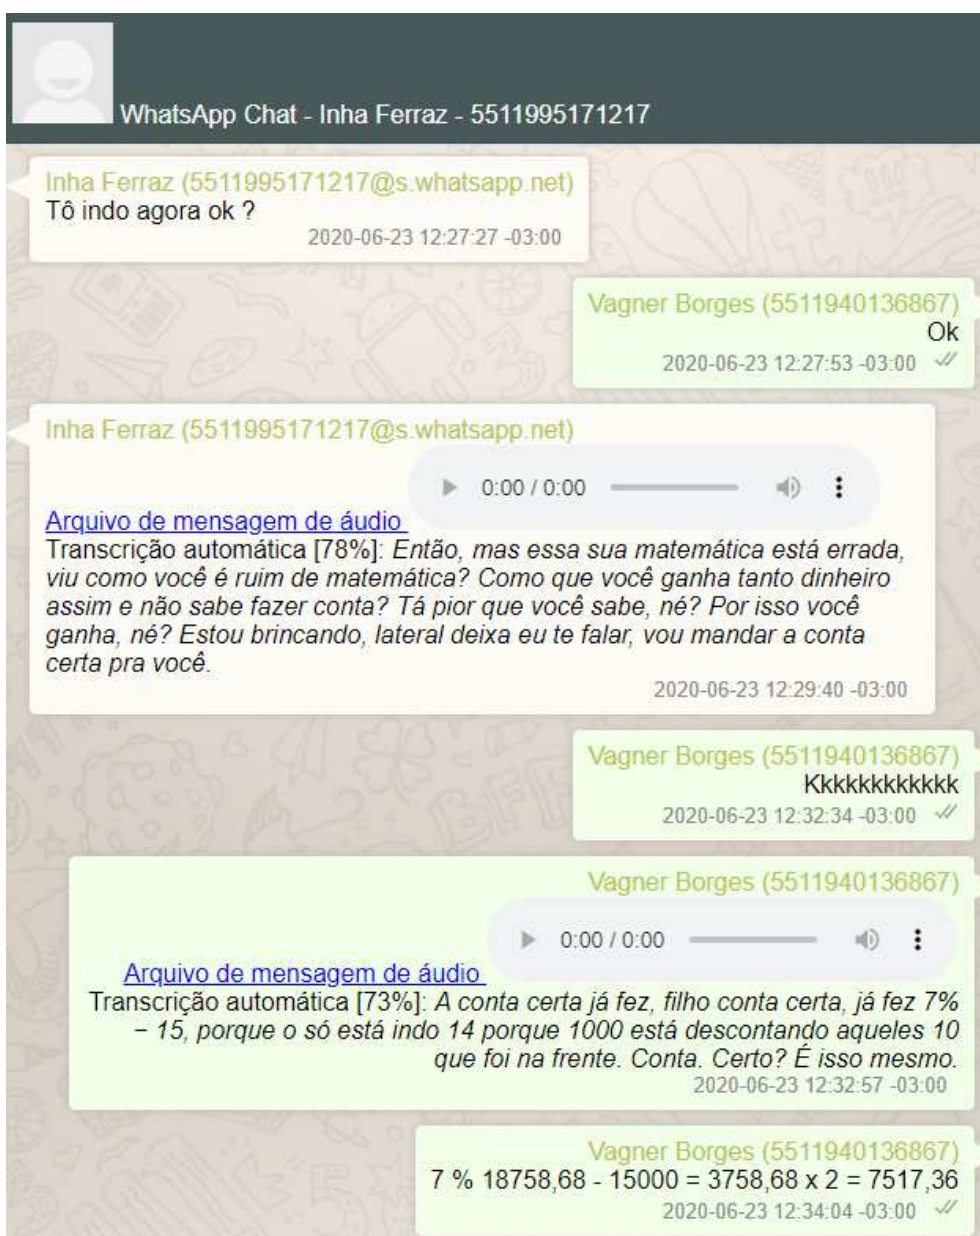 WhatsApp Chat - Inha Ferraz - 5511995171217
Inha Ferraz (5511995171217@s.whatsapp.net)
Tô indo agora ok ?
2020-06-23 12:27:27 -03:00
Vagner Borges (5511940136867)
Ok
2020-06-23 12:27:53 -03:00
Inha Ferraz (5511995171217@s.whatsapp.net)
0:00 / 0:00
Arquivo de mensagem de áudio
Transcrição automática [78%]: Então, mas essa sua matemática está errada,
viu como você é ruim de matemática? Como que você ganha tanto dinheiro
assim e não sabe fazer conta? Tá pior que você sabe, né? Por isso você
ganha, né? Estou brincando, lateral deixa eu te falar, vou mandar a conta
certa pra você.
2020-06-23 12:29:40 -03:00
Vagner Borges (5511940136867)
Kkkkkkkkkkkk
2020-06-23 12:32:34 -03:00
Vagner Borges (5511940136867)
0:00 / 0:00
Arquivo de mensagem de áudio
Transcrição automática [73%]: A conta certa já fez, filho conta certa, já fez 7%
– 15, porque o só está indo 14 porque 1000 está descontando aqueles 10
que foi na frente. Conta. Certo? É isso mesmo.
2020-06-23 12:32:57 -03:00
Vagner Borges (5511940136867)
7 % 18758,68 - 15000 = 3758,68 x 2 = 7517,36
2020-06-23 12:34:04 -03:00